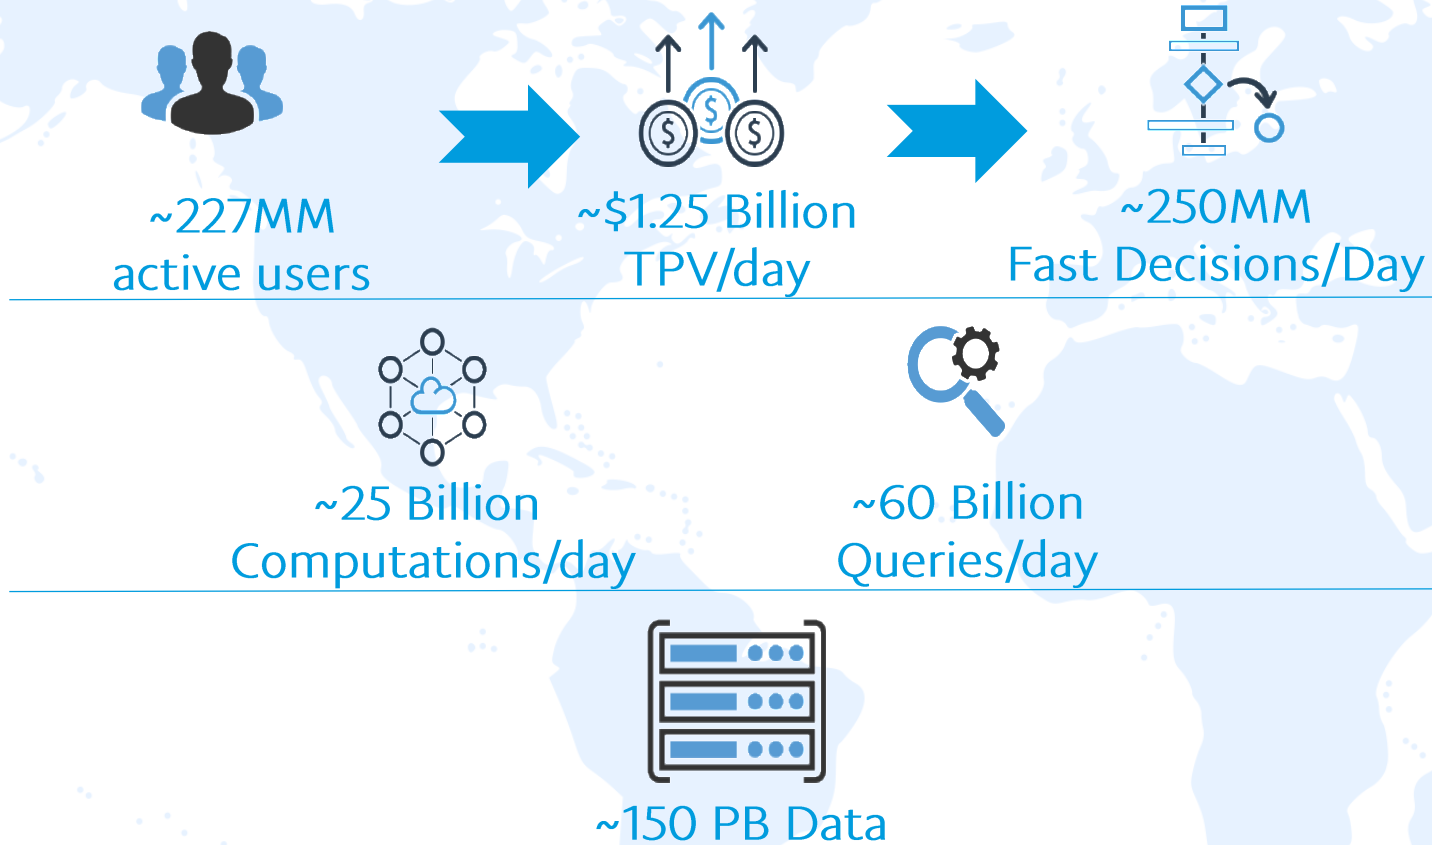 $
$
$
~227MM
active users
~$1.25 Billion
TPV/day
~250MM
Fast Decisions/Day
~25 Billion
Computations/day
~60 Billion
Queries/day
~150 PB Data